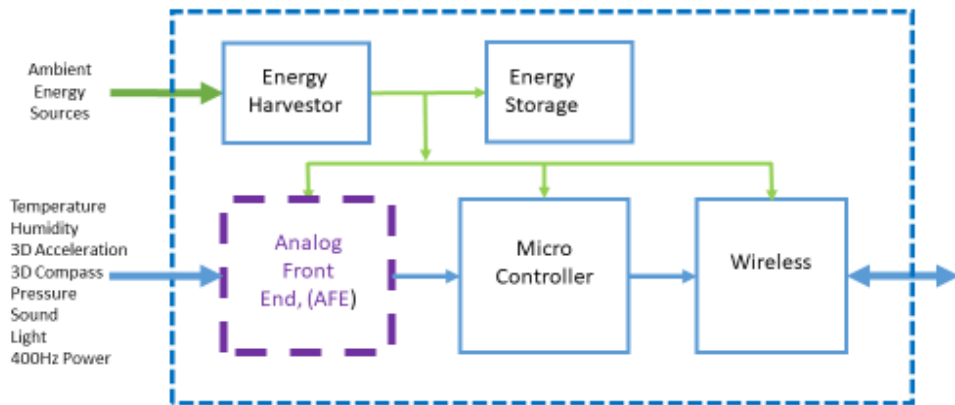 Ambient
Energy
Sources
Energy
Harvestor
Energy
Storage
Temperature
Humidity
3D Acceleration
3D Compass
Pressure
Sound
Light
400Hz Power
Analog
Front
End, (AFE)
Micro
Controller
Wireless